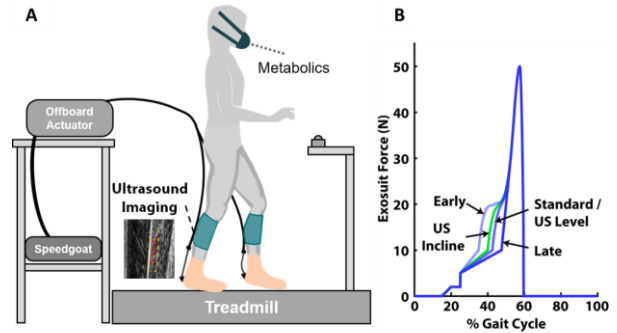 A
Metabolics
Offboard
Actuator
Ultrasound
Imaging
Speedgoat
Treadmill
B
Exosuit Force (N)
50
40
30
20
10
0
Early
US
Incline
Standard /
US Level
Late
0
20
40
60
80
100
% Gait Cycle